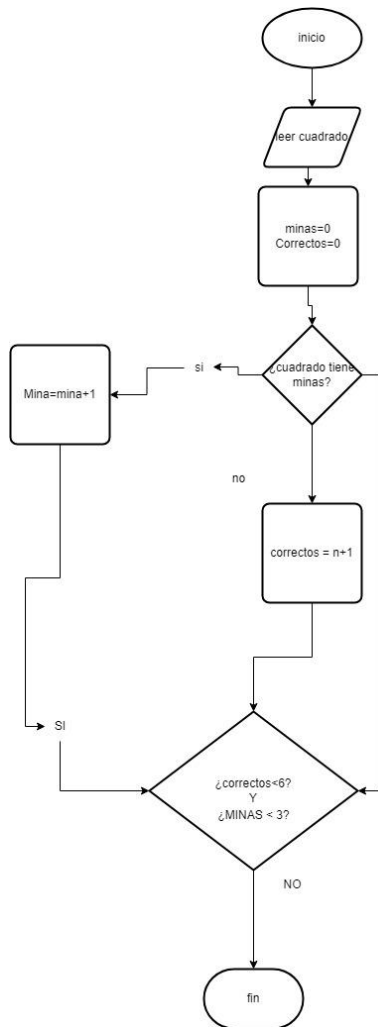 inicio
leer cuadrado
minas=0
Correctos=0
¿cuadrado tiene
minas?
si
Mina=mina+1
no
correctos = n+1
SI
¿correctos<6?
Y
¿MINAS < 3?
NO
fin